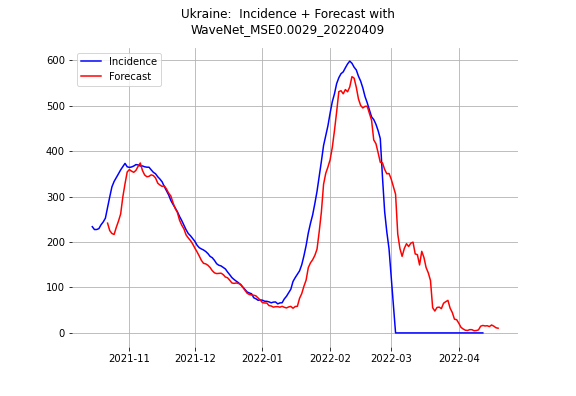 Ukraine:  Incidence + Forecast with
WaveNet_MSE0.0029_20220409
Incidence
Forecast
600
500
400
300
200
100
0
2021-11 2021-12 2022-01 2022-02 2022-03 2022-04